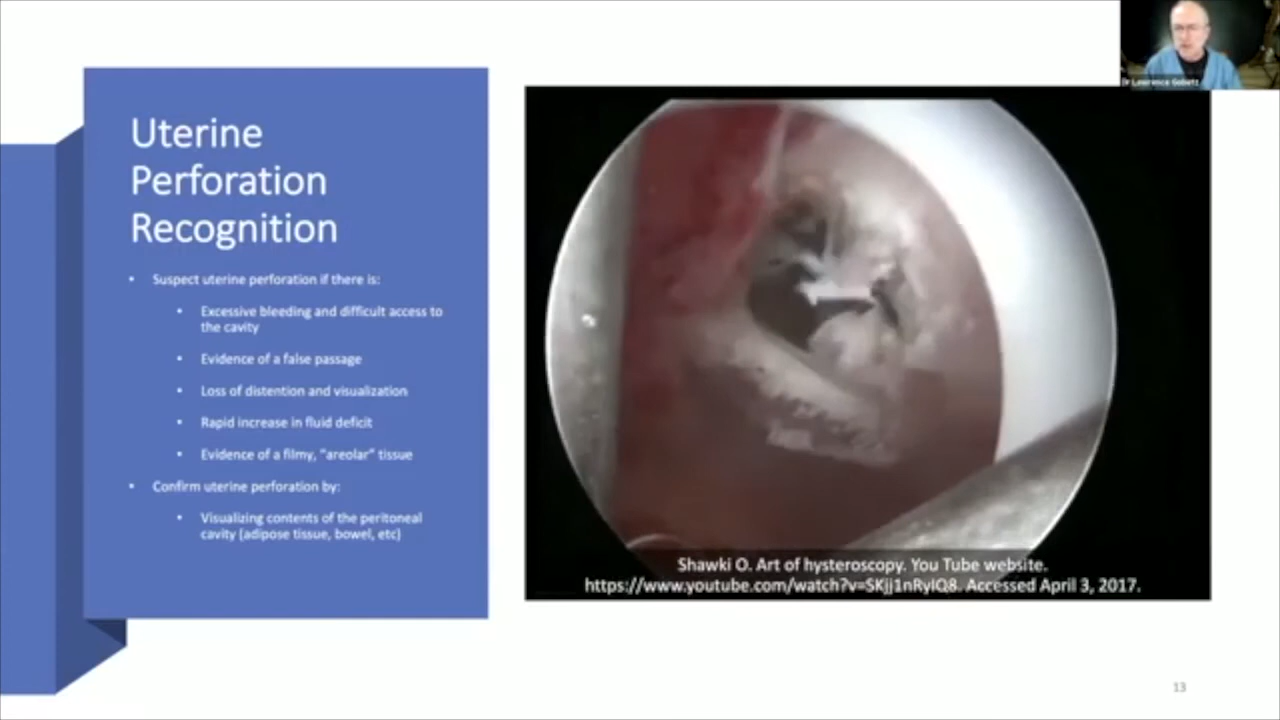 Uterine
Perforation
Recognition
• Suspect uterine perforation if there is:
• Excessive bleeding and difficult access to
the cavity
• Evidence of a false passage
• Loss of distention and visualization
• Rapid increase in fluid deficit
• Evidence of a filmy, "areolar" tissue
• Confirm uterine perforation by:
• Visualizing contents of the peritoneal
cavity (adipose tissue, bowel, etc)
Dr Lawrence
Shawki O. Art of hysteroscopy. You Tube website.
https://www.youtube.com/watch?v=SKjj1nRylQ8. Accessed April 3, 2017.
13